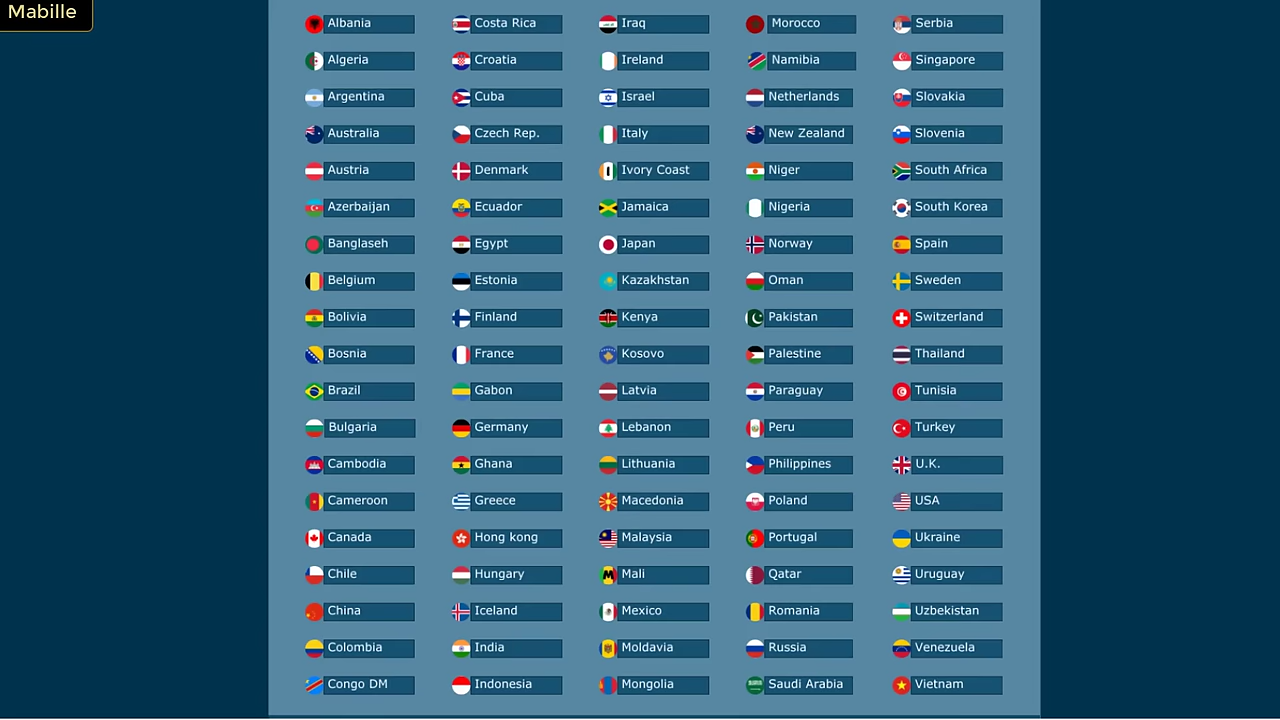 Mabille
Albania Costa Rica Iraq Morocco Serbia
Algeria Croatia Ireland Namibia Singapore
Argentina Cuba Israel Netherlands Slovakia
Australia Czech Rep. Italy New Zealand Slovenia
Austria Denmark Ivory Coast Niger South Africa
Azerbaijan Ecuador Jamaica Nigeria South Korea
Banglaseh Egypt Japan Norway Spain
Belgium Estonia Kazakhstan Oman Sweden
Bolivia Finland Kenya Pakistan Switzerland
Bosnia France Kosovo Palestine Thailand
Brazil Gabon Latvia Paraguay Tunisia
Bulgaria Germany Lebanon Peru Turkey
Cambodia Ghana Lithuania Philippines U.K.
Cameroon Greece Macedonia Poland USA
Canada Hong kong Malaysia Portugal Ukraine
Chile Hungary Mali Qatar Uruguay
China Iceland Mexico Romania Uzbekistan
Colombia India Moldavia Russia Venezuela
Congo DM Indonesia Mongolia Saudi Arabia Vietnam